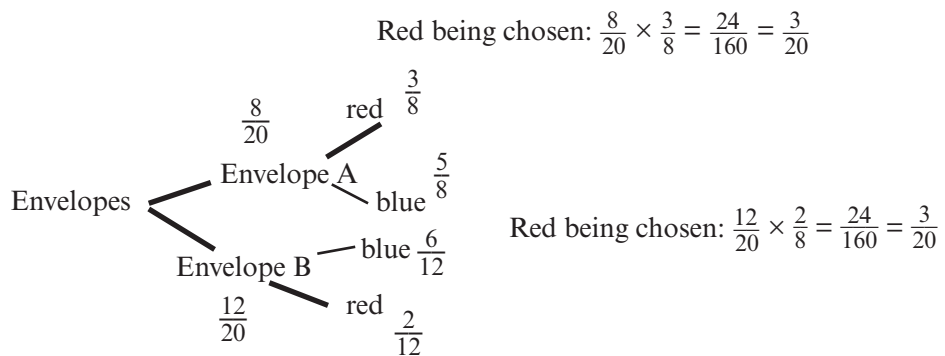 Red being chosen: 8/20 × 3/8 = 24/160 = 3/20
8/20
red 3/8
Envelope A
blue 5/8
Envelopes
Red being chosen: 12/20 × 2/8 = 24/160 = 3/20
blue 6/12
Envelope B
red 2/12
12/20